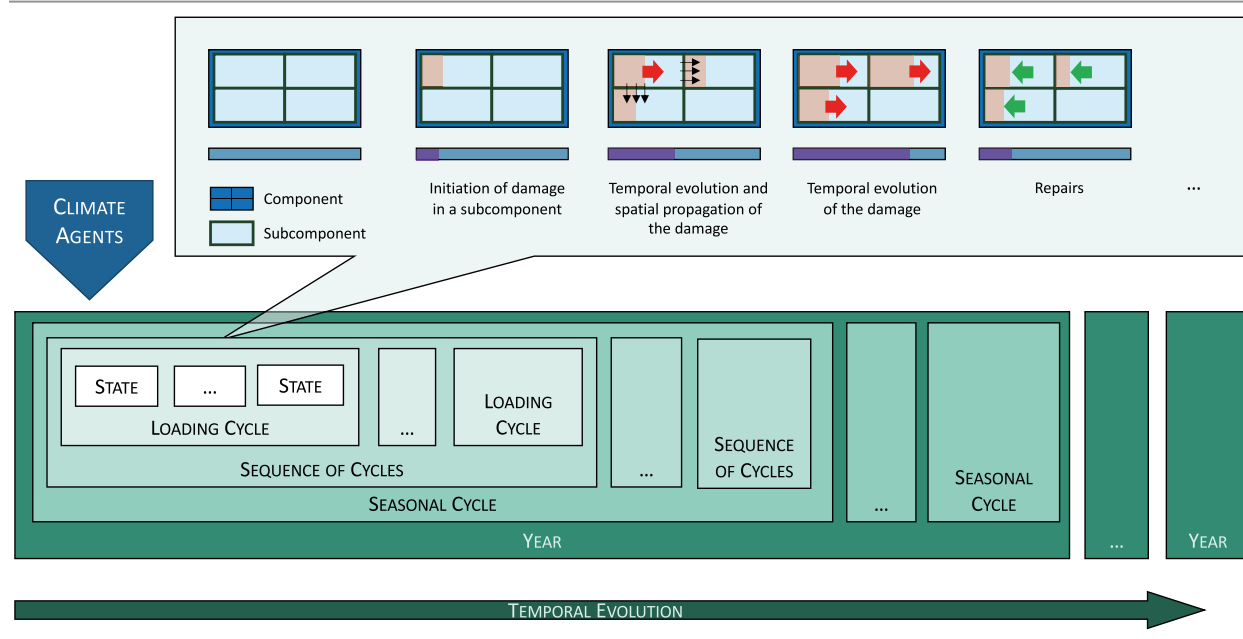 Component
Subcomponent
Initiation of damage
in a subcomponent
Temporal evolution and
spatial propagation of
the damage
Temporal evolution
of the damage
Repairs
...
CLIMATE
AGENTS
STATE
...
STATE
LOADING CYCLE
...
LOADING
CYCLE
SEQUENCE OF CYCLES
...
SEQUENCE
OF CYCLES
SEASONAL CYCLE
...
SEASONAL
CYCLE
YEAR
...
YEAR
TEMPORAL EVOLUTION